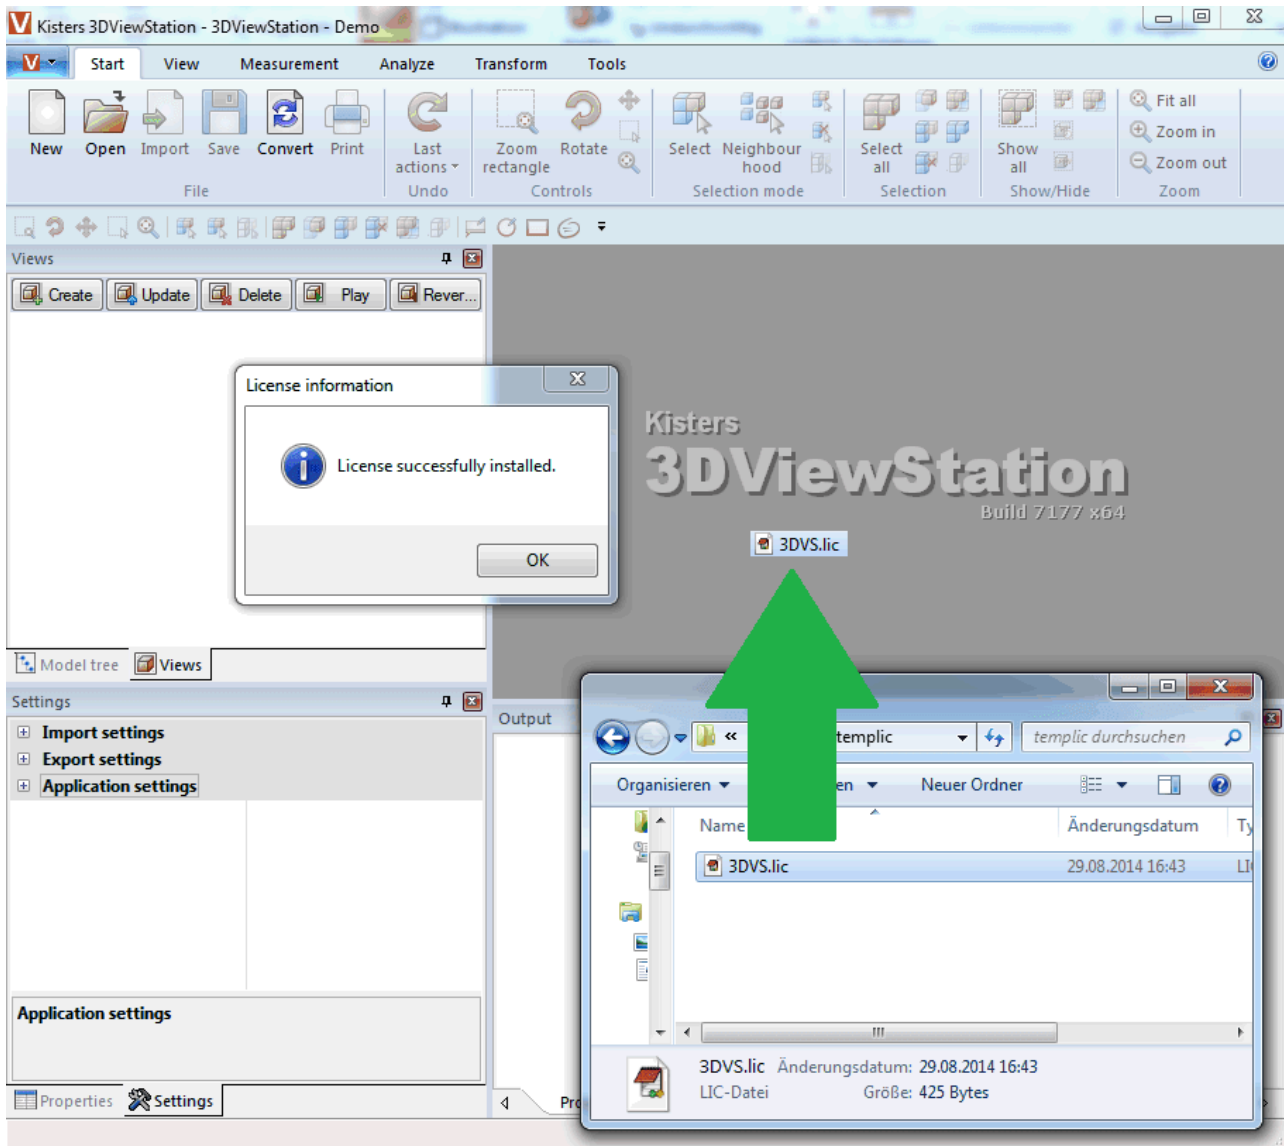 Kisters 3DViewStation - 3DViewStation - Demo
Start View Measurement Analyze Transform Tools
New Open Import Save Convert Print
Last actions
Zoom rectangle
Rotate
Select
Neighbour hood
Select all
Show all
Fit all
Zoom in
Zoom out
File Undo Controls Selection mode Selection Show/Hide Zoom
Views
Create Update Delete Play Rever...
License information
License successfully installed.
OK
Kisters
3DViewStation
Build 7177 x64
3DVS.lic
Model tree Views
Settings
Import settings
Export settings
Application settings
Application settings
Properties Settings
Output
« templic
templic durchsuchen
Organisieren Neuer Ordner
Name Änderungsdatum
3DVS.lic 29.08.2014 16:43
3DVS.lic Änderungsdatum: 29.08.2014 16:43
LIC-Datei Größe: 425 Bytes